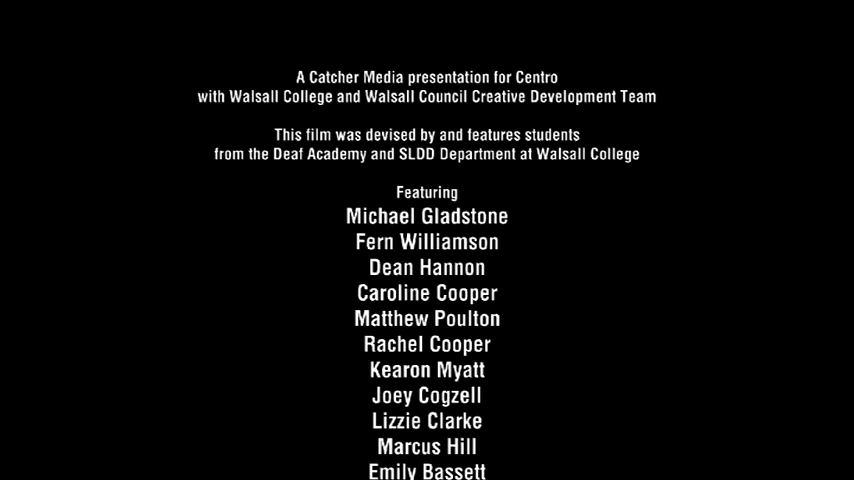 A Catcher Media presentation for Centro
with Walsall College and Walsall Council Creative Development Team
This film was devised by and features students
from the Deaf Academy and SLDD Department at Walsall College
Featuring
Michael Gladstone
Fern Williamson
Dean Hannon
Caroline Cooper
Matthew Poulton
Rachel Cooper
Kearon Myatt
Joey Cogzell
Lizzie Clarke
Marcus Hill
Emily Bassett